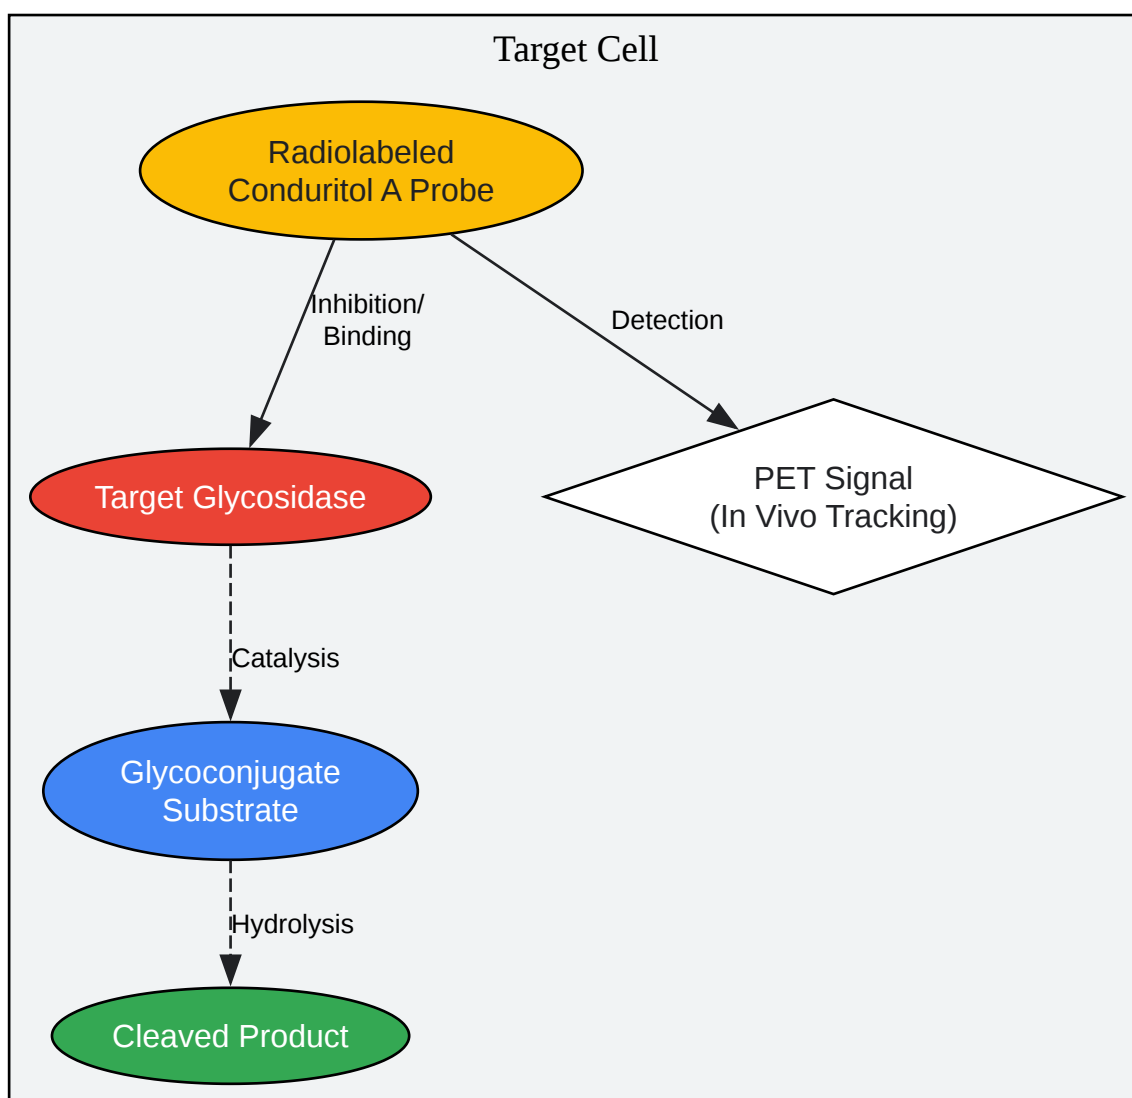 Target Cell
Radiolabeled
Conduritol A Probe
Inhibition/
Binding
Detection
Target Glycosidase
PET Signal
(In Vivo Tracking)
Catalysis
Glycoconjugate
Substrate
Hydrolysis
Cleaved Product